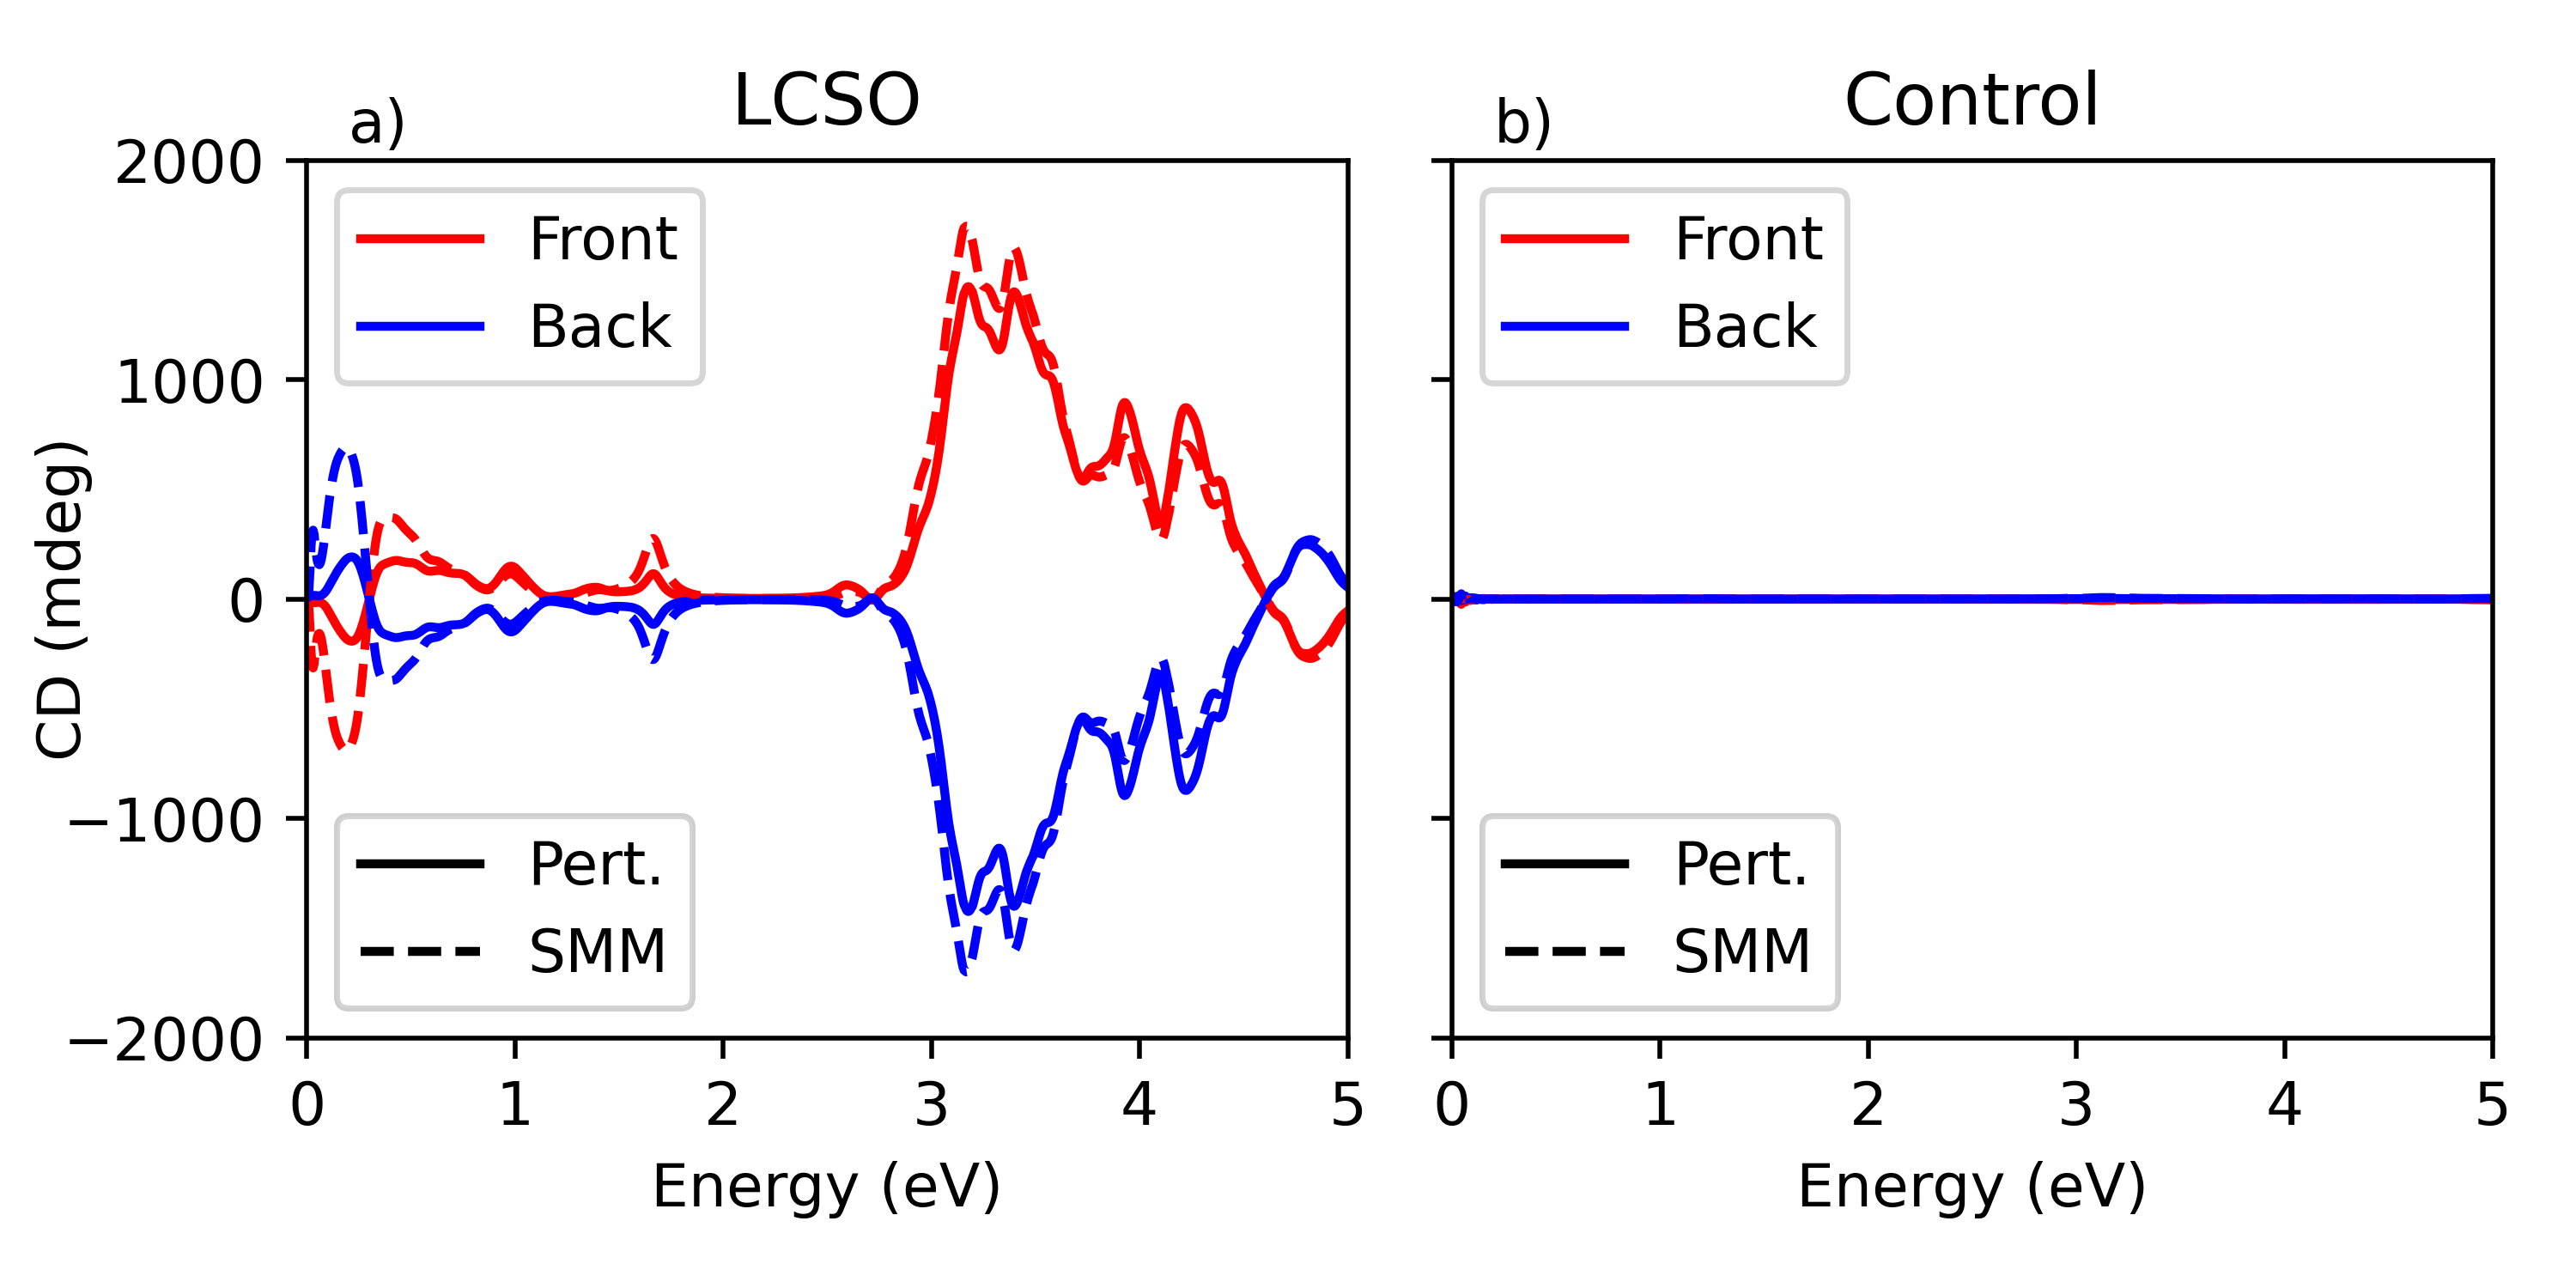 a)
LCSO
b)
Control
2000
1000
0
−1000
−2000
CD (mdeg)
Front
Back
Pert.
SMM
0 1 2 3 4 5
Energy (eV)
Front
Back
Pert.
SMM
0 1 2 3 4 5
Energy (eV)